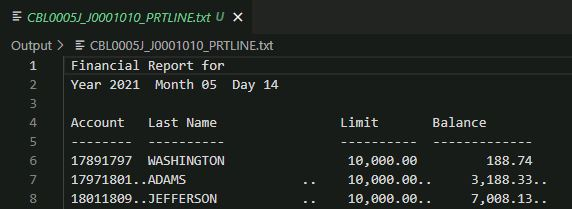 CBL0005J_J0001010_PRTLINE.txt U
Output > CBL0005J_J0001010_PRTLINE.txt
1 Financial Report for
2 Year 2021  Month 05  Day 14
3
4 Account   Last Name                Limit       Balance
5 --------  ----------               ----------  -------------
6 17891797  WASHINGTON                10,000.00         188.74
7 17971801..ADAMS               ..    10,000.00..     3,188.33..
8 18011809..JEFFERSON           ..    10,000.00..     7,008.13..